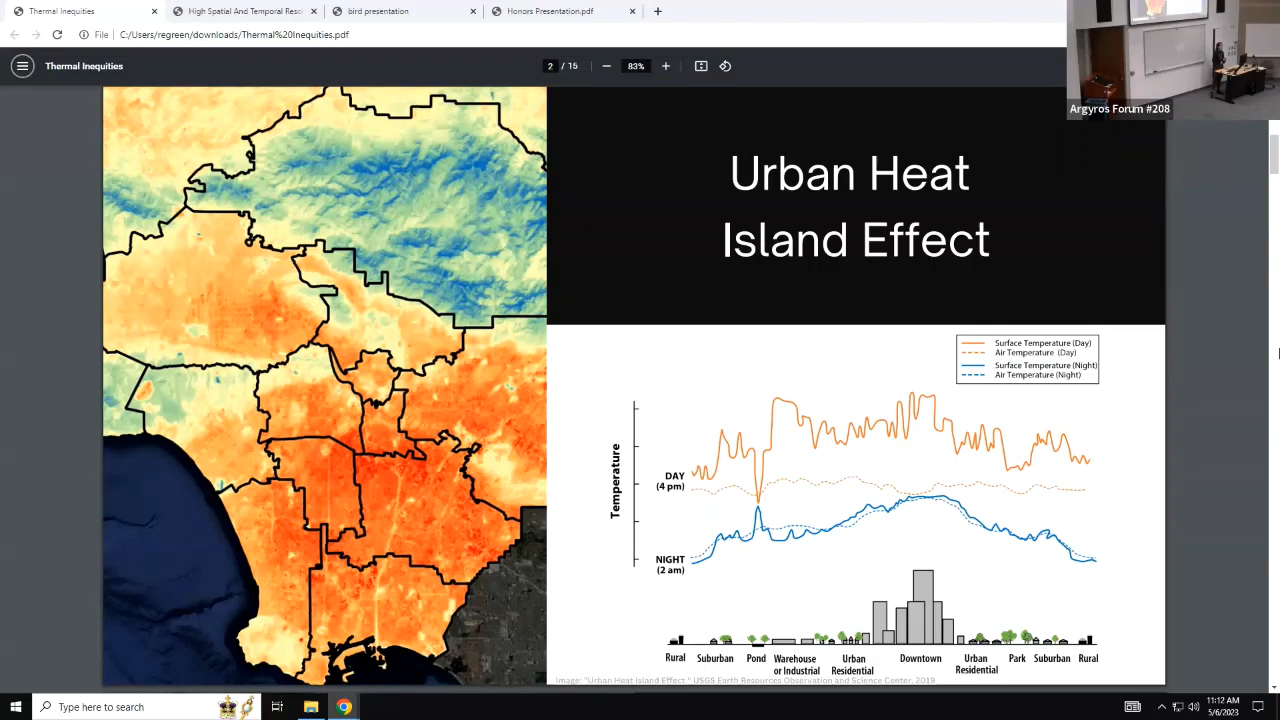 Thermal Inequities
High Spatial And Temporal Resol
bird presentation
Honors Presentation.pdf
File
C:/Users/regreen/downloads/Thermal%20Inequities.pdf
Thermal Inequities
2 / 15
83%
Argyros Forum #208
Urban Heat
Island Effect
Surface Temperature (Day)
Air Temperature (Day)
Surface Temperature (Night)
Air Temperature (Night)
Temperature
DAY
(4 pm)
NIGHT
(2 am)
Rural
Suburban
Pond
Warehouse
or Industrial
Urban
Residential
Downtown
Urban
Residential
Park
Suburban
Rural
Image: "Urban Heat Island Effect." USGS Earth Resources Observation and Science Center, 2019
Type here to search
11:12 AM
5/6/2023